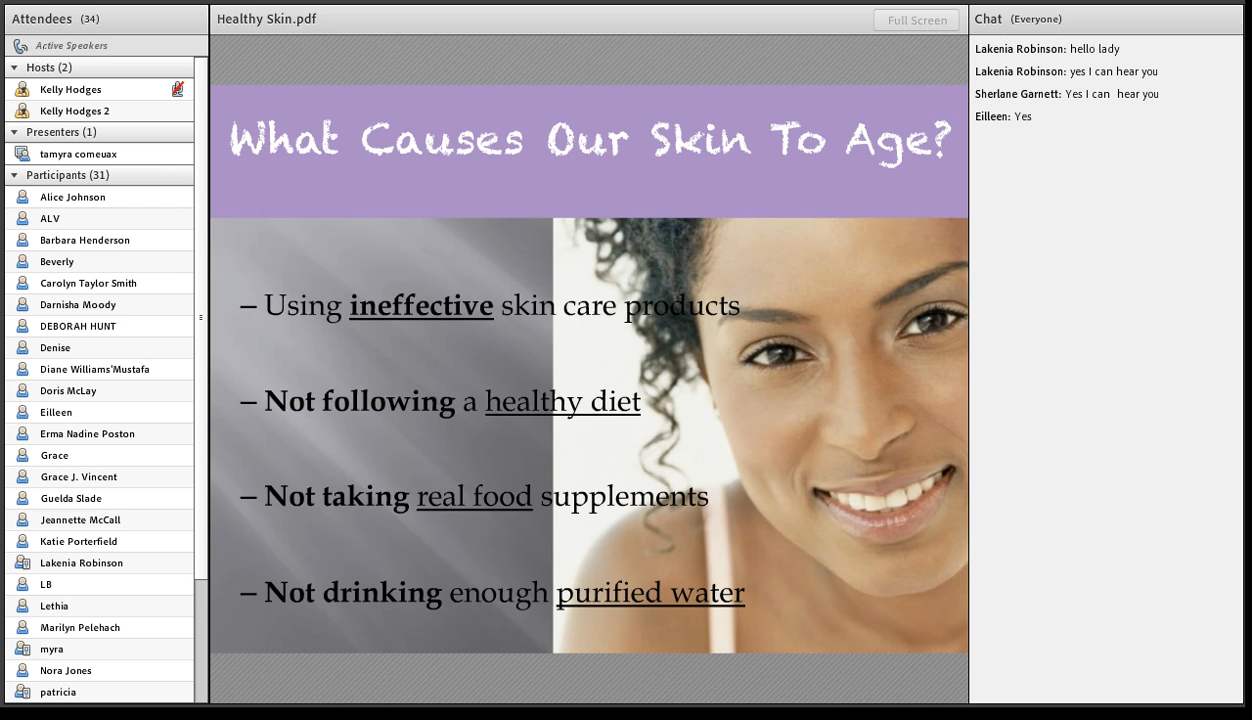 Attendees (34)
Active Speakers
Hosts (2)
Kelly Hodges
Kelly Hodges 2
Presenters (1)
tamyra comeuax
Participants (31)
Alice Johnson
ALV
Barbara Henderson
Beverly
Carolyn Taylor Smith
Darnisha Moody
DEBORAH HUNT
Denise
Diane Williams'Mustafa
Doris McLay
Eilleen
Erma Nadine Poston
Grace
Grace J. Vincent
Guelda Slade
Jeannette McCall
Katie Porterfield
Lakenia Robinson
LB
Lethia
Marilyn Pelehach
myra
Nora Jones
patricia
Healthy Skin.pdf
Full Screen
What Causes Our Skin To Age?
– Using ineffective skin care products
– Not following a healthy diet
– Not taking real food supplements
– Not drinking enough purified water
Chat (Everyone)
Lakenia Robinson: hello lady
Lakenia Robinson: yes I can hear you
Sherlane Garnett: Yes I can hear you
Eilleen: Yes